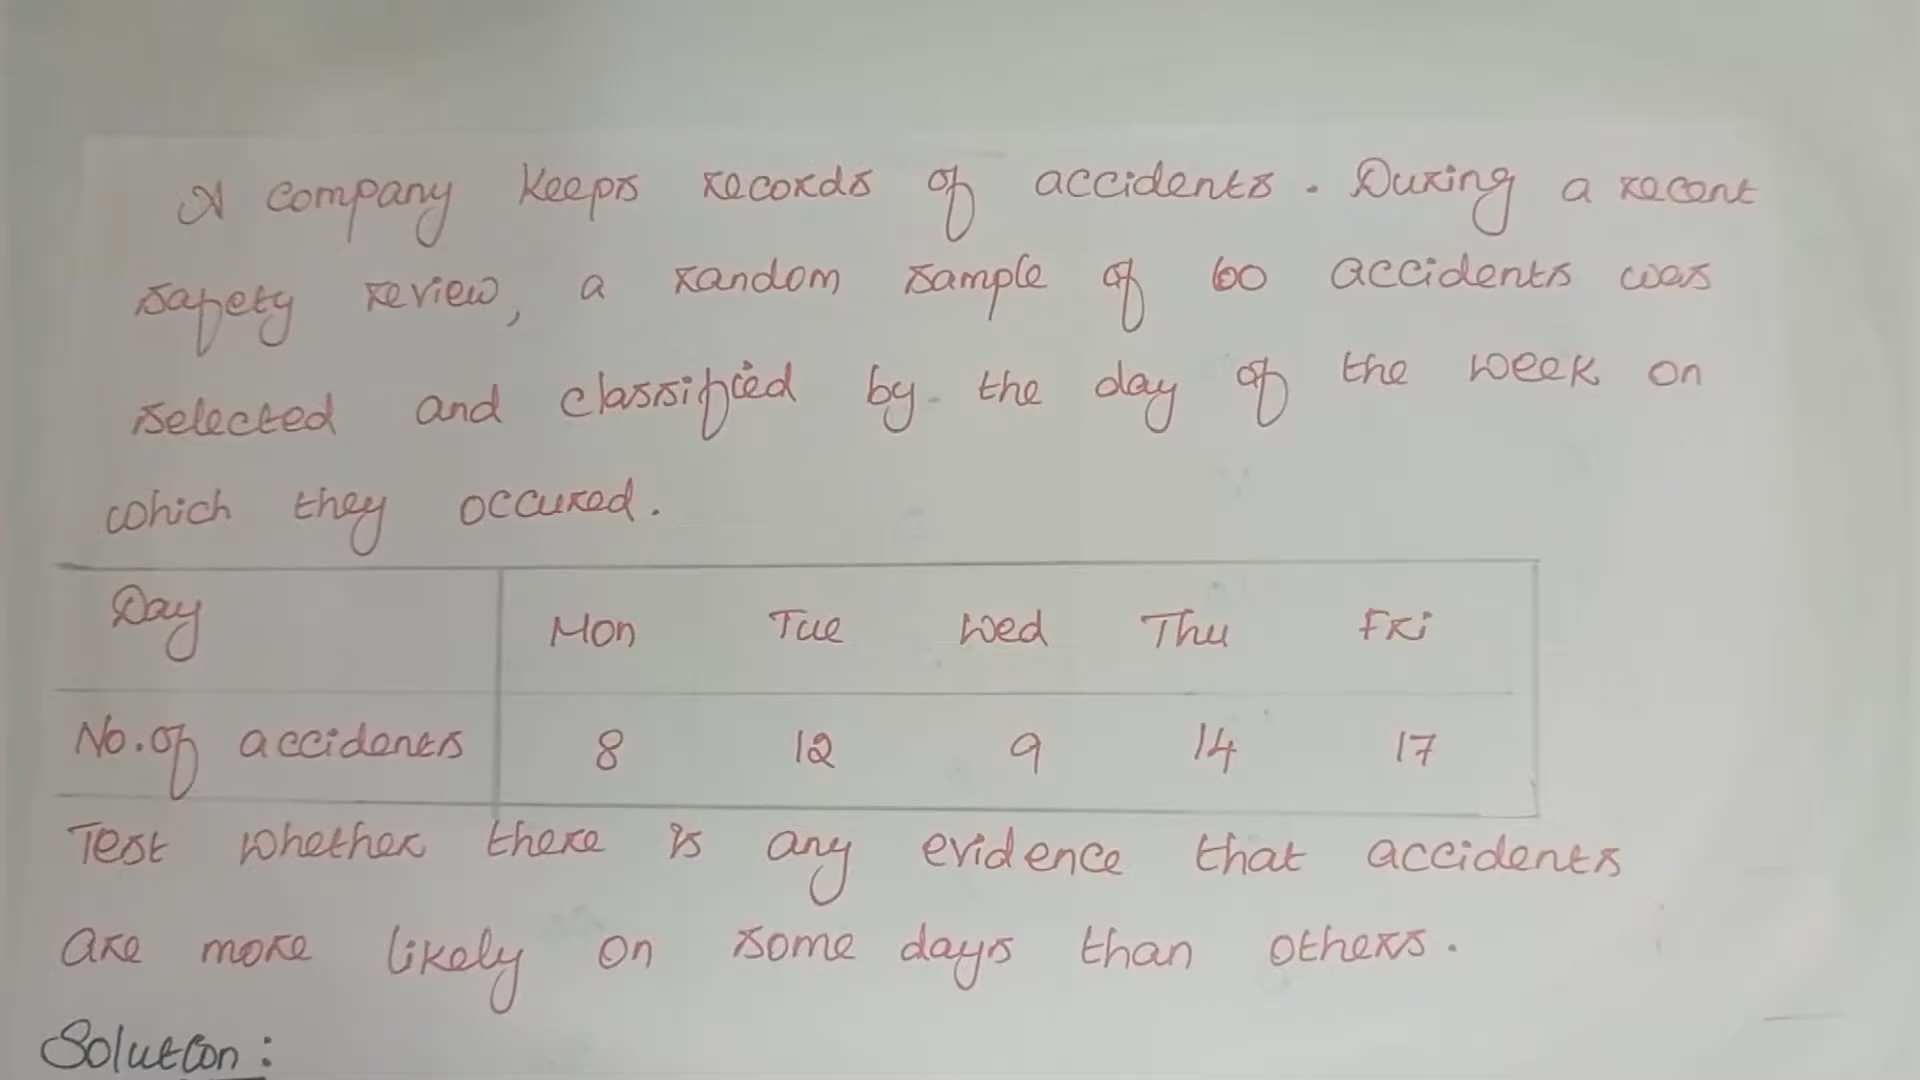 A company keeps records of accidents. During a recent
safety review, a random sample of 60 accidents was
selected and classified by the day of the week on
which they occured.
Day Mon Tue Wed Thu Fri
No. of accidents 8 12 9 14 17
Test whether there is any evidence that accidents
are more likely on some days than others.
Solution: